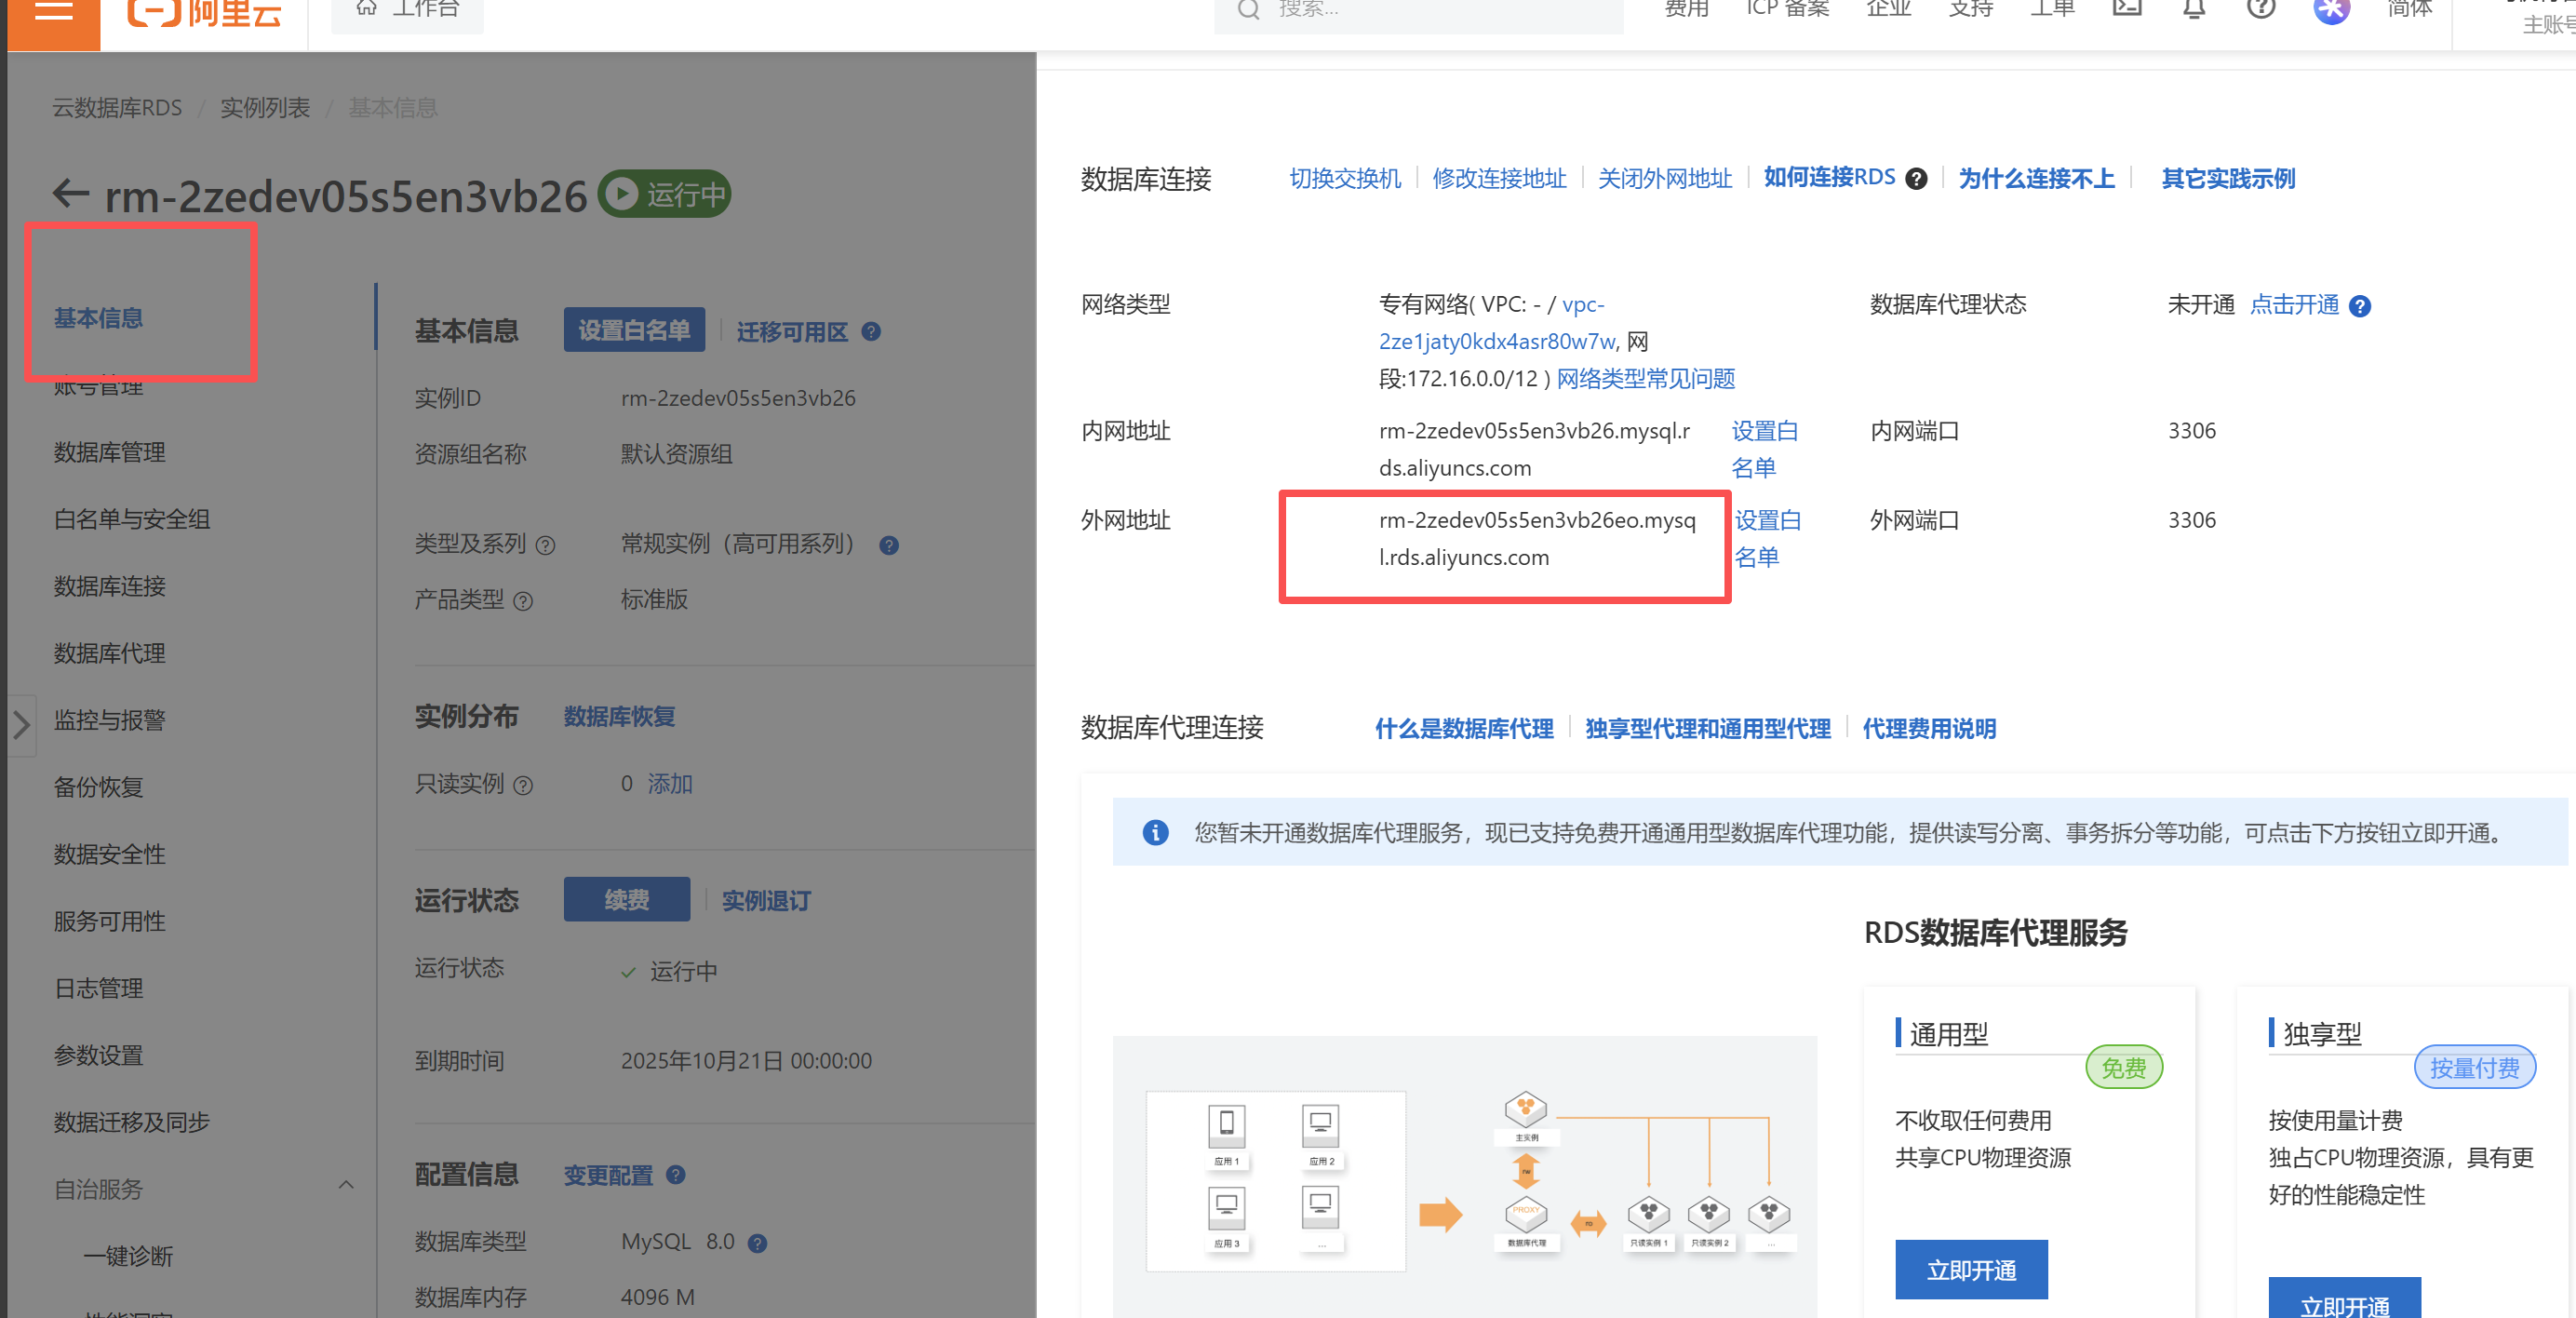 阿里云
工作台
搜索...
费用
ICP 备案
企业
支持
工单
简体
主账号
云数据库RDS / 实例列表 / 基本信息
rm-2zedev05s5en3vb26
运行中
基本信息
账号管理
数据库管理
白名单与安全组
数据库连接
数据库代理
监控与报警
备份恢复
数据安全性
服务可用性
日志管理
参数设置
数据迁移及同步
自治服务
一键诊断
基本信息
设置白名单
迁移可用区
实例ID
rm-2zedev05s5en3vb26
资源组名称
默认资源组
类型及系列
常规实例（高可用系列）
产品类型
标准版
实例分布
数据库恢复
只读实例
0 添加
运行状态
续费
实例退订
运行状态
运行中
到期时间
2025年10月21日 00:00:00
配置信息
变更配置
数据库类型
MySQL 8.0
数据库内存
4096 M
数据库连接
切换交换机
修改连接地址
关闭外网地址
如何连接RDS
为什么连接不上
其它实践示例
网络类型
专有网络( VPC: - / vpc-
2ze1jaty0kdx4asr80w7w, 网
段:172.16.0.0/12 ) 网络类型常见问题
数据库代理状态
未开通 点击开通
内网地址
rm-2zedev05s5en3vb26.mysql.r
ds.aliyuncs.com
设置白
名单
内网端口
3306
外网地址
rm-2zedev05s5en3vb26eo.mysq
l.rds.aliyuncs.com
设置白
名单
外网端口
3306
数据库代理连接
什么是数据库代理
独享型代理和通用型代理
代理费用说明
您暂未开通数据库代理服务，现已支持免费开通通用型数据库代理功能，提供读写分离、事务拆分等功能，可点击下方按钮立即开通。
RDS数据库代理服务
应用 1
应用 2
应用 3
...
主实例
PROXY
数据库代理
只读实例 1
只读实例 2
...
通用型
免费
不收取任何费用
共享CPU物理资源
立即开通
独享型
按量付费
按使用量计费
独占CPU物理资源，具有更
好的性能稳定性
立即开通